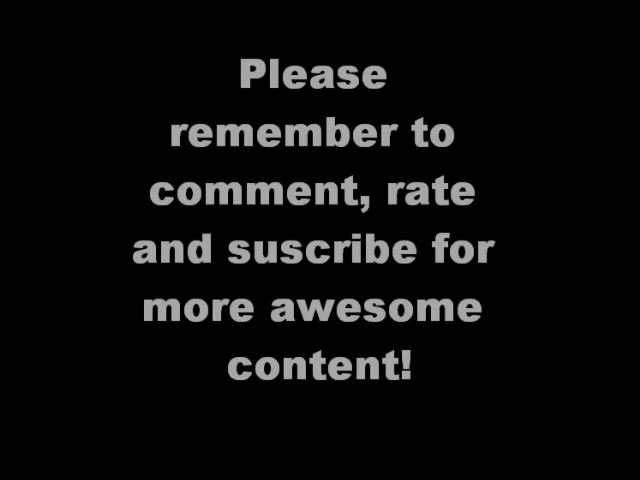 Please
remember to
comment, rate
and suscribe for
more awesome
content!